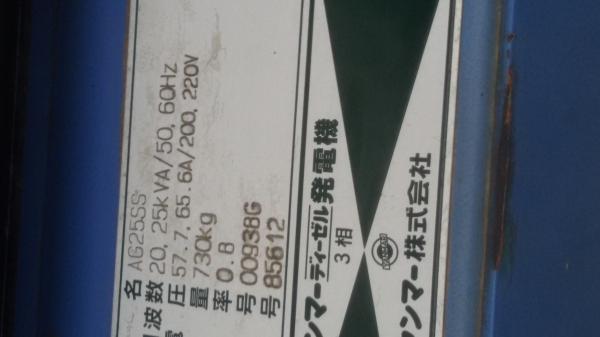 名 AG25SS
波数 20, 25kVA/50, 60Hz
圧 57.7, 65.6A/200, 220V
量 730kg
率 0.8
号 00938G
号 85612
ンマーディーゼル発電機
3相
YANMAR
ンマー株式会社